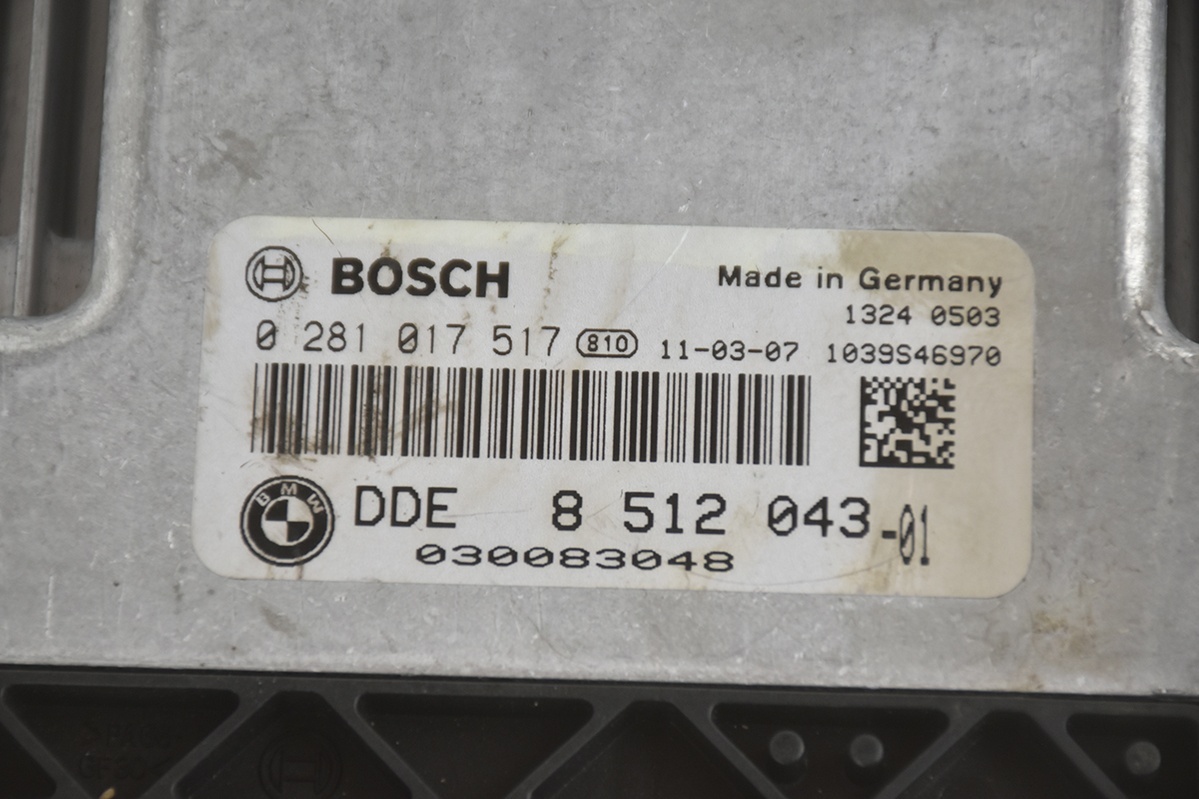 BOSCH
Made in Germany
1324 0503
0 281 017 517 810 11-03-07 1039S46970
BMW
DDE 8 512 043-01
030083048